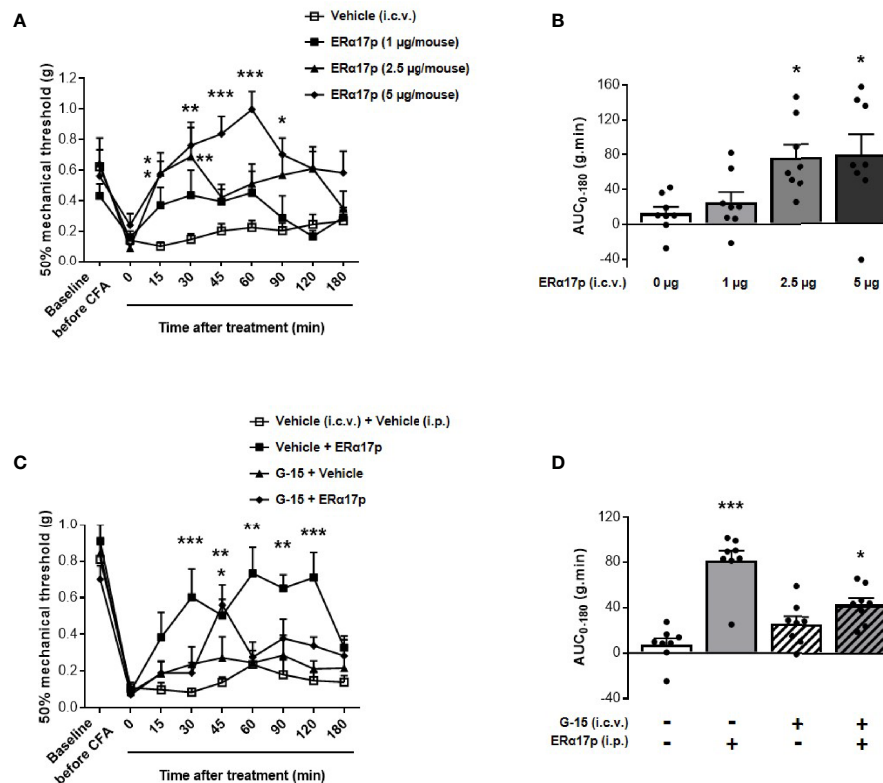 A
Vehicle (i.c.v.)
ERα17p (1 µg/mouse)
ERα17p (2.5 µg/mouse)
ERα17p (5 µg/mouse)
50% mechanical threshold (g)
1.2
1.0
0.8
0.6
0.4
0.2
0.0
*
*
**
**
***
***
*
Baseline
before CFA
0
15
30
45
60
90
120
180
Time after treatment (min)
B
AUC0-180 (g.min)
160
120
80
40
0
-40
*
*
ERα17p (i.c.v.)
0 µg
1 µg
2.5 µg
5 µg
C
Vehicle (i.c.v.) + Vehicle (i.p.)
Vehicle + ERα17p
G-15 + Vehicle
G-15 + ERα17p
50% mechanical threshold (g)
1.0
0.8
0.6
0.4
0.2
0.0
***
**
*
**
**
***
Baseline
before CFA
0
15
30
45
60
90
120
180
Time after treatment (min)
D
AUC0-180 (g.min)
120
80
40
0
-40
***
*
G-15 (i.c.v.) - - + +
ERα17p (i.p.) - + - +